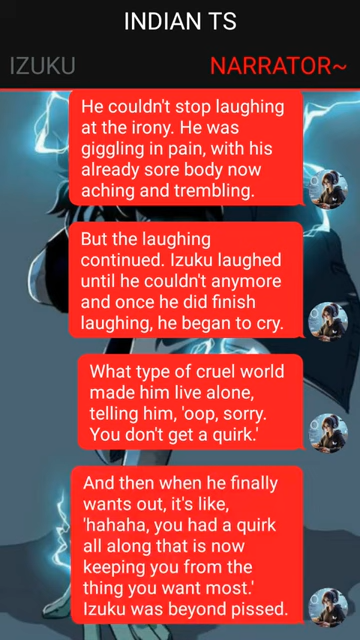 INDIAN TS
IZUKU
NARRATOR~
He couldn't stop laughing
at the irony. He was
giggling in pain, with his
already sore body now
aching and trembling.
But the laughing
continued. Izuku laughed
until he couldn't anymore
and once he did finish
laughing, he began to cry.
What type of cruel world
made him live alone,
telling him, 'oop, sorry.
You don't get a quirk.'
And then when he finally
wants out, it's like,
'hahaha, you had a quirk
all along that is now
keeping you from the
thing you want most.'
Izuku was beyond pissed.